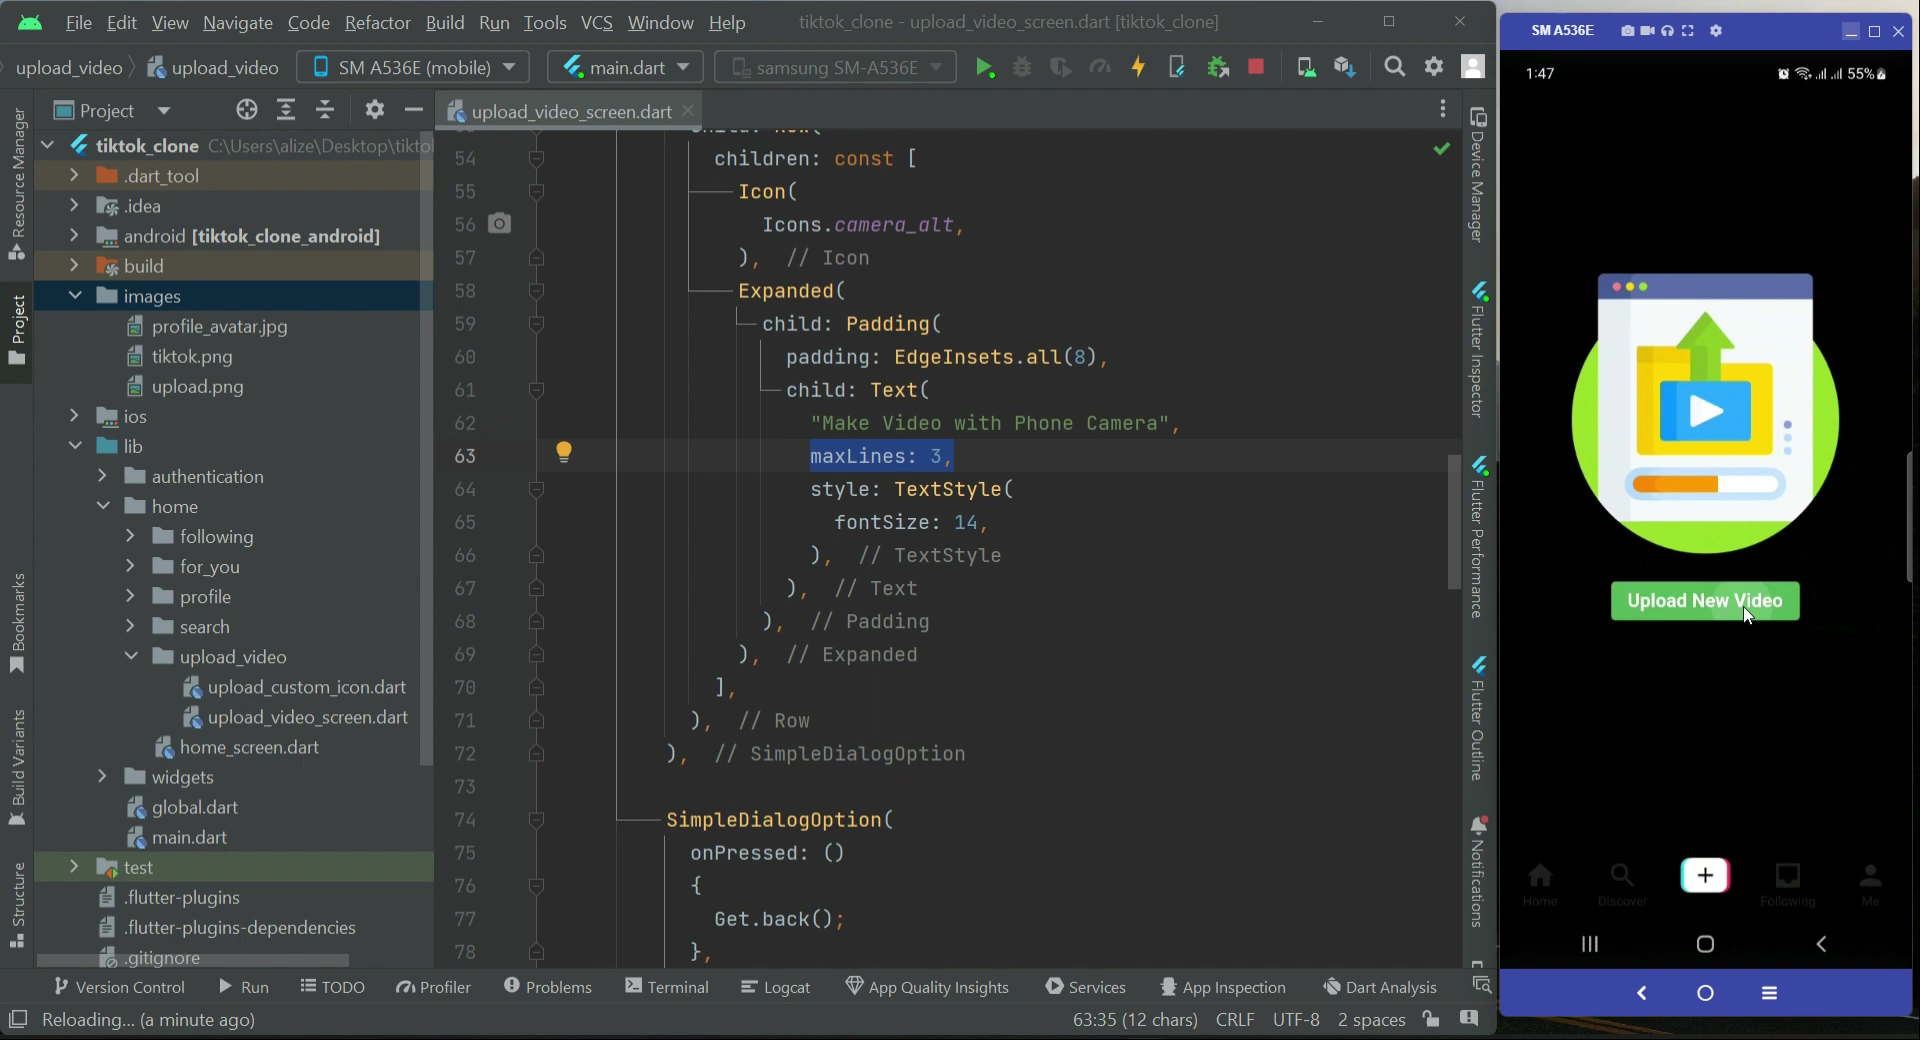 File Edit View Navigate Code Refactor Build Run Tools VCS Window Help tiktok_clone - upload_video_screen.dart [tiktok_clone]
upload_video upload_video SM A536E (mobile) main.dart samsung SM-A536E
Project
upload_video_screen.dart
tiktok_clone C:\Users\alize\Desktop\tikto
.dart_tool
.idea
android [tiktok_clone_android]
build
images
profile_avatar.jpg
tiktok.png
upload.png
ios
lib
authentication
home
following
for_you
profile
search
upload_video
upload_custom_icon.dart
upload_video_screen.dart
home_screen.dart
widgets
global.dart
main.dart
test
.flutter-plugins
.flutter-plugins-dependencies
.gitignore
Resource Manager
Project
Bookmarks
Build Variants
Structure
54 children: const [
55 Icon(
56 Icons.camera_alt,
57 ), // Icon
58 Expanded(
59 child: Padding(
60 padding: EdgeInsets.all(8),
61 child: Text(
62 "Make Video with Phone Camera",
63 maxLines: 3,
64 style: TextStyle(
65 fontSize: 14,
66 ), // TextStyle
67 ), // Text
68 ), // Padding
69 ), // Expanded
70 ],
71 ), // Row
72 ), // SimpleDialogOption
73
74 SimpleDialogOption(
75 onPressed: ()
76 {
77 Get.back();
78 },
Device Manager
Flutter Inspector
Flutter Performance
Flutter Outline
Notifications
Version Control Run TODO Profiler Problems Terminal Logcat App Quality Insights Services App Inspection Dart Analysis
Reloading... (a minute ago) 63:35 (12 chars) CRLF UTF-8 2 spaces
SM A536E
1:47 55%
Upload New Video
Home Discover Following Me